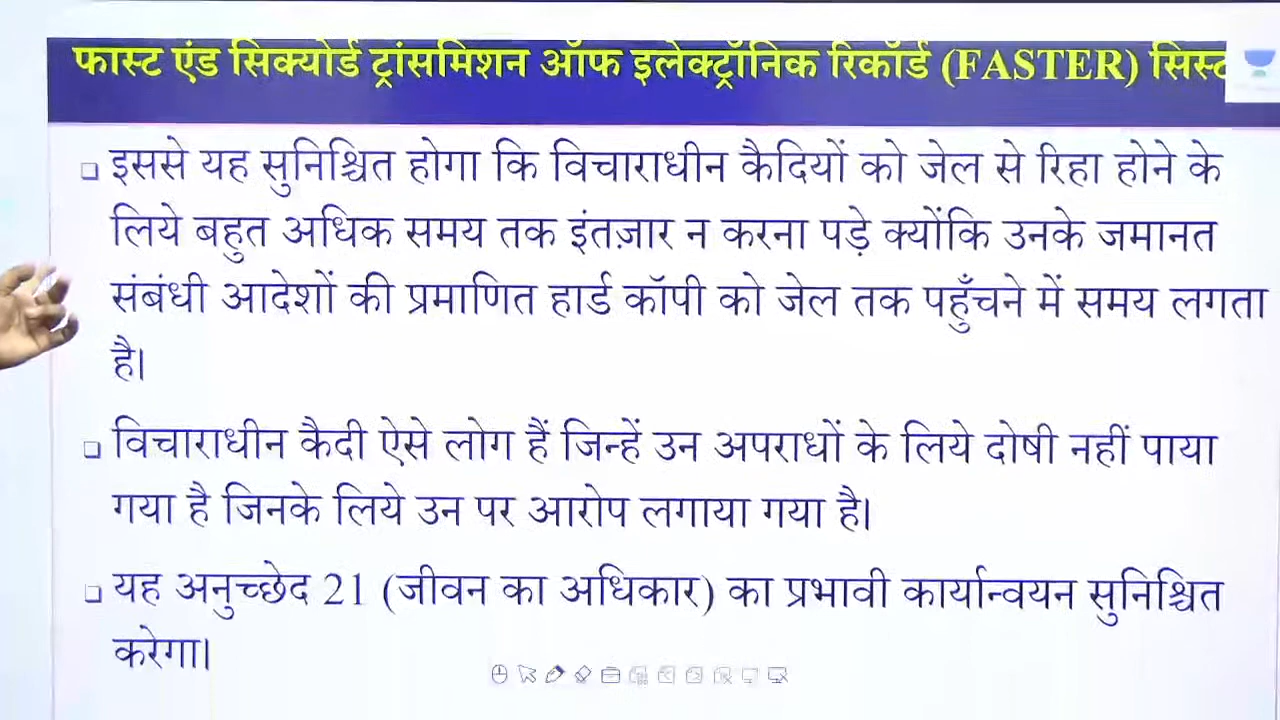 फास्ट एंड सिक्योर्ड ट्रांसमिशन ऑफ इलेक्ट्रॉनिक रिकॉर्ड (FASTER)
इससे यह सुनिश्चित होगा कि विचाराधीन कैदियों को जेल से रिहा होने के
लिये बहुत अधिक समय तक इंतज़ार न करना पड़े क्योंकि उनके जमानत
संबंधी आदेशों की प्रमाणित हार्ड कॉपी को जेल तक पहुँचने में समय लगता
है।
विचाराधीन कैदी ऐसे लोग हैं जिन्हें उन अपराधों के लिये दोषी नहीं पाया
गया है जिनके लिये उन पर आरोप लगाया गया है।
यह अनुच्छेद 21 (जीवन का अधिकार) का प्रभावी कार्यान्वयन सुनिश्चित
करेगा।